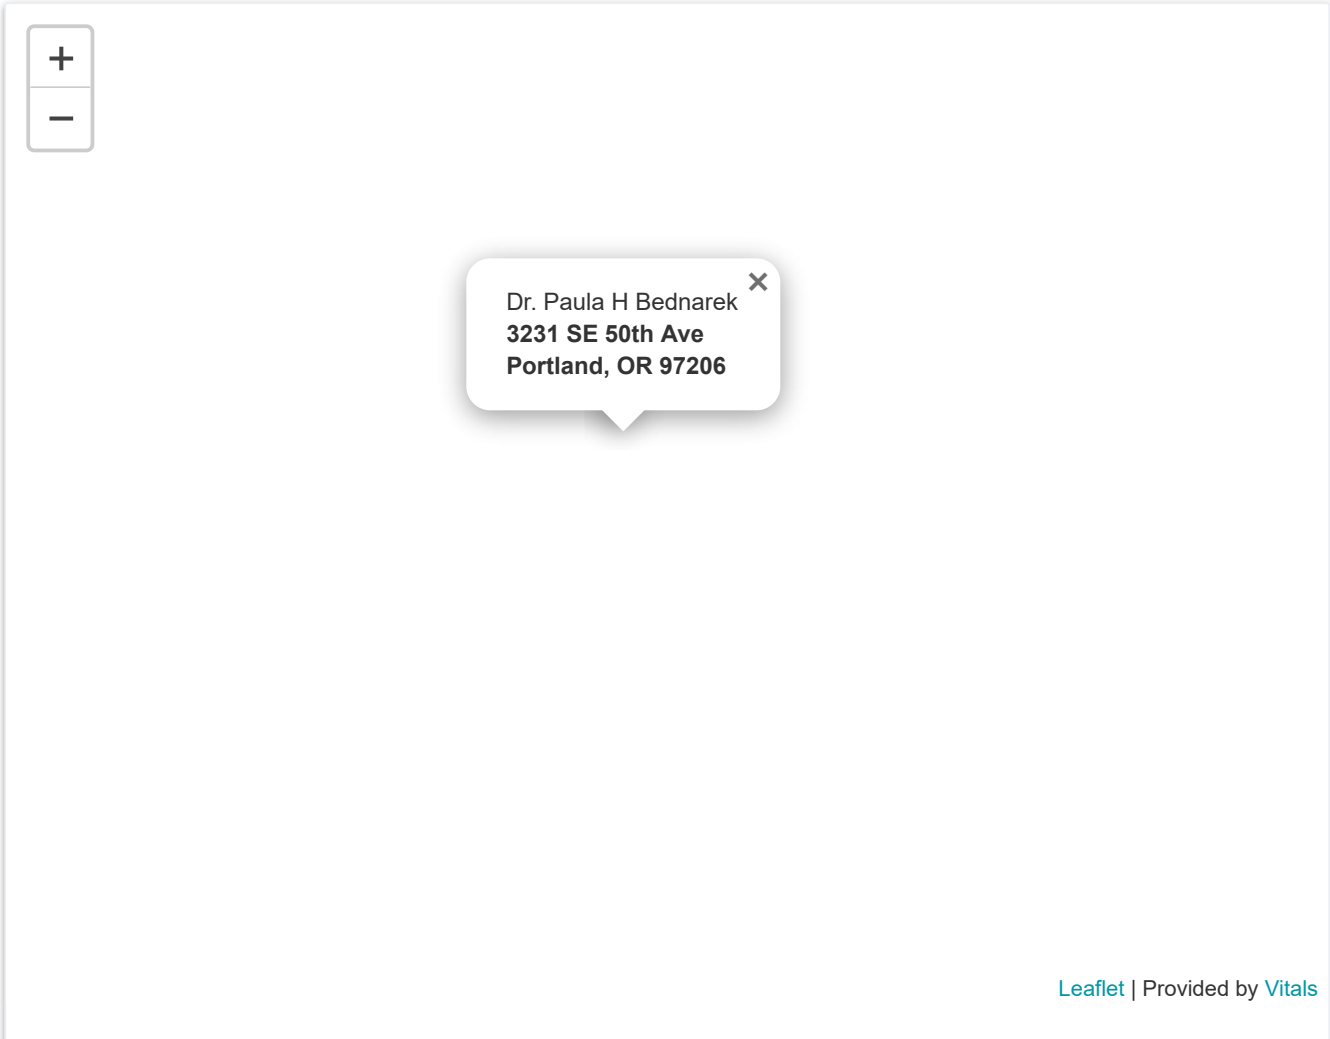 +
−
Dr. Paula H Bednarek
3231 SE 50th Ave
Portland, OR 97206
×
Leaflet | Provided by Vitals